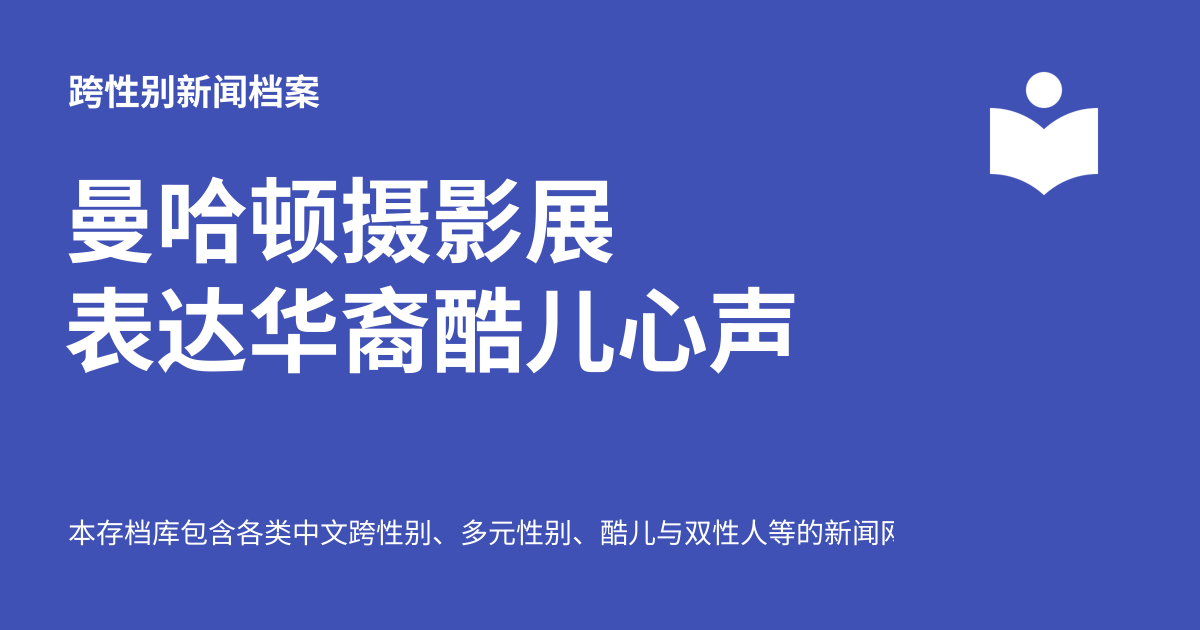 跨性别新闻档案
曼哈顿摄影展
表达华裔酷儿心声
本存档库包含各类中文跨性别、多元性别、酷儿与双性人等的新闻